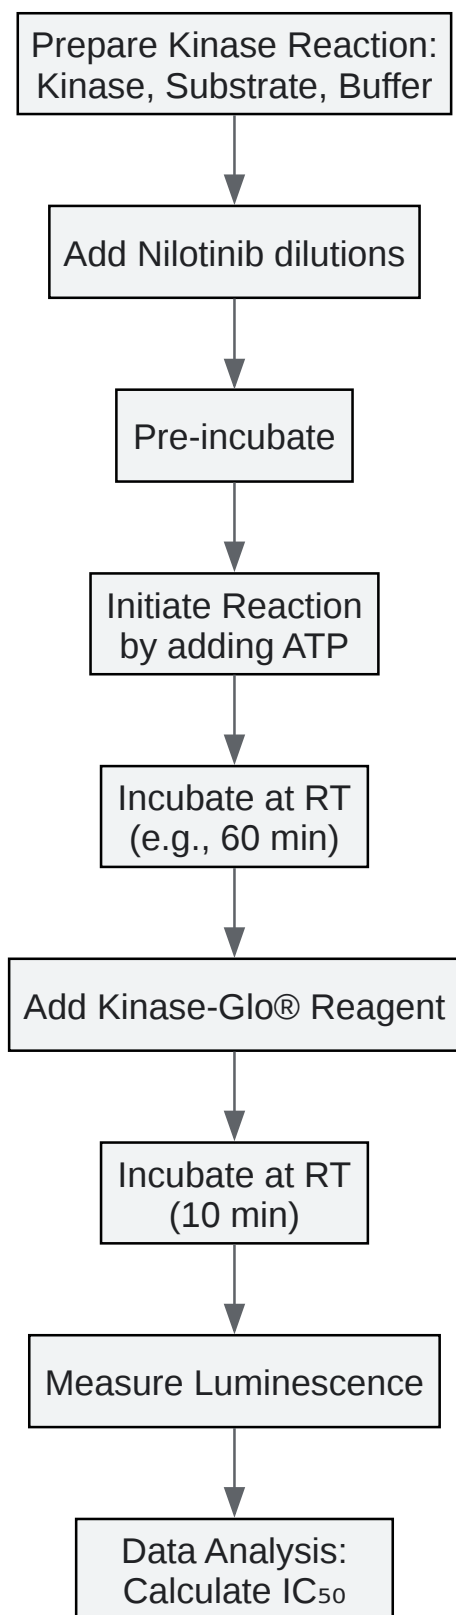 Prepare Kinase Reaction:
Kinase, Substrate, Buffer
Add Nilotinib dilutions
Pre-incubate
Initiate Reaction
by adding ATP
Incubate at RT
(e.g., 60 min)
Add Kinase-Glo® Reagent
Incubate at RT
(10 min)
Measure Luminescence
Data Analysis:
Calculate IC₅₀